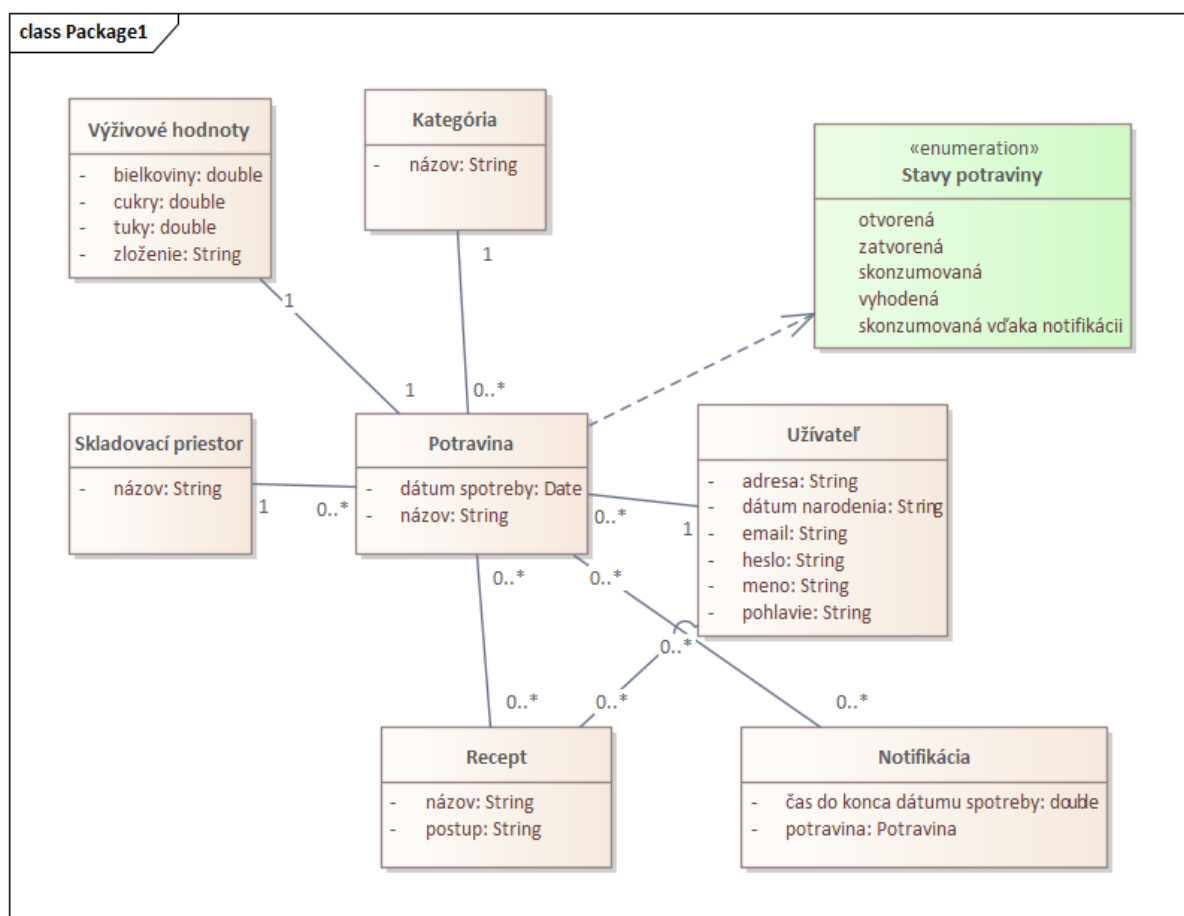 class Package1
Výživové hodnoty
- bielkoviny: double
- cukry: double
- tuky: double
- zloženie: String
Kategória
- názov: String
«enumeration»
Stavy potraviny
otvorená
zatvorená
skonzumovaná
vyhodená
skonzumovaná vďaka notifikácii
1
1
1
0..*
Skladovací priestor
- názov: String
1
0..*
Potravina
- dátum spotreby: Date
- názov: String
0..*
1
Užívateľ
- adresa: String
- dátum narodenia: String
- email: String
- heslo: String
- meno: String
- pohlavie: String
0..*
0..*
0..*
0..*
0..*
0..*
Recept
- názov: String
- postup: String
Notifikácia
- čas do konca dátumu spotreby: double
- potravina: Potravina